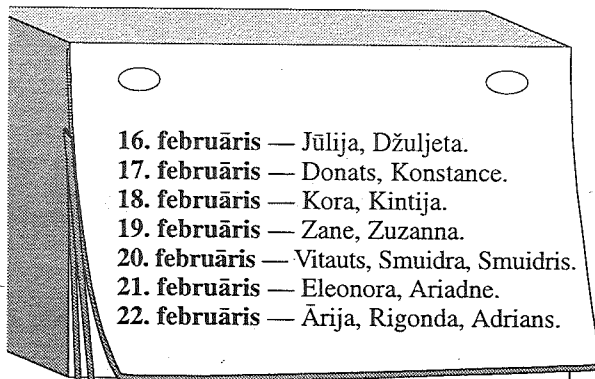 16. februāris — Jūlija, Džuljeta.
17. februāris — Donats, Konstance.
18. februāris — Kora, Kintija.
19. februāris — Zane, Zuzanna.
20. februāris — Vitauts, Smuidra, Smuidris.
21. februāris — Eleonora, Ariadne.
22. februāris — Ārija, Rigonda, Adrians.